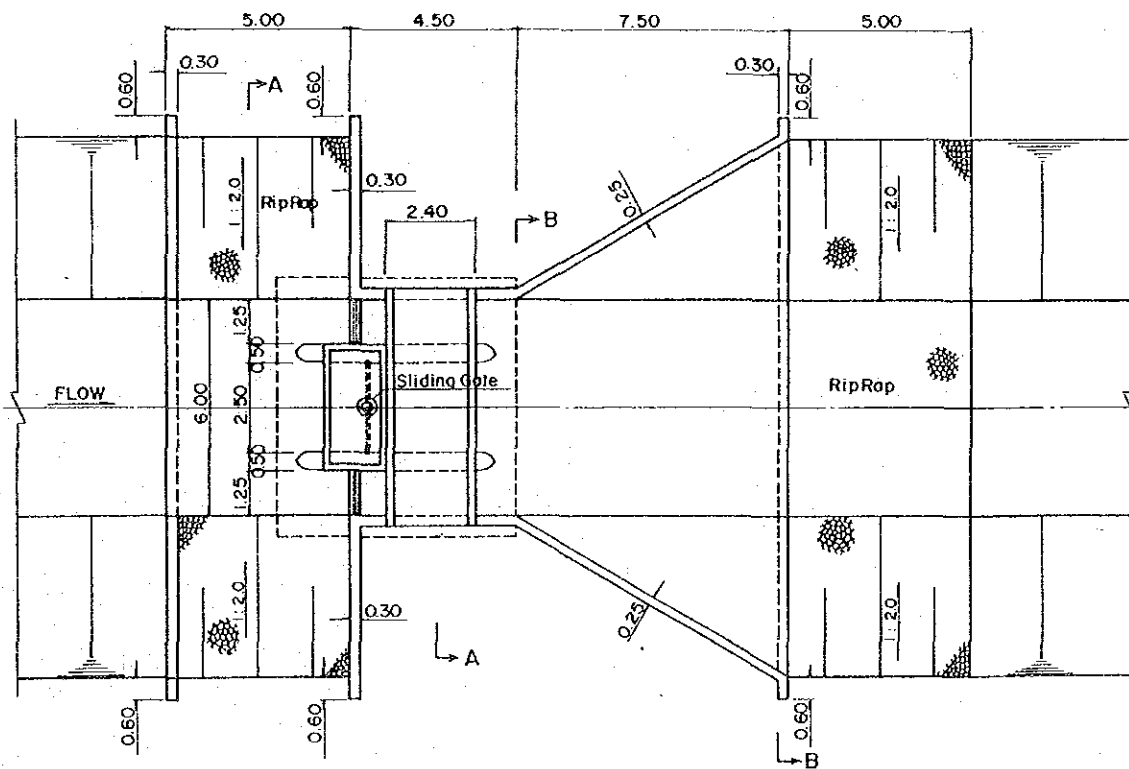 5.00 4.50 7.50 5.00
0.30 0.30
0.60 A 0.60 0.60
0.30
1:2.0 RipRap 0.25 1:2.0
2.40 B
1.25
0.50
Sliding Gate
FLOW 6.00 2.50 RipRap
0.50
1.25
1:2.0 0.30 0.25 1:2.0
A
0.60 0.60 0.60
B